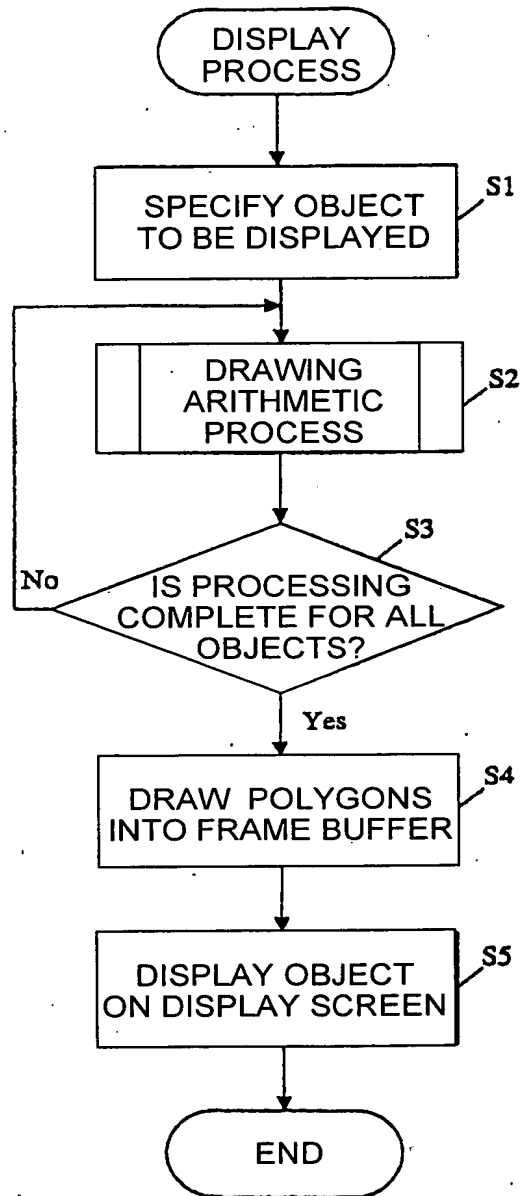 DISPLAY
PROCESS
S1
SPECIFY OBJECT
TO BE DISPLAYED
S2
DRAWING
ARITHMETIC
PROCESS
S3
No
IS PROCESSING
COMPLETE FOR ALL
OBJECTS?
Yes
S4
DRAW POLYGONS
INTO FRAME BUFFER
S5
DISPLAY OBJECT
ON DISPLAY SCREEN
END